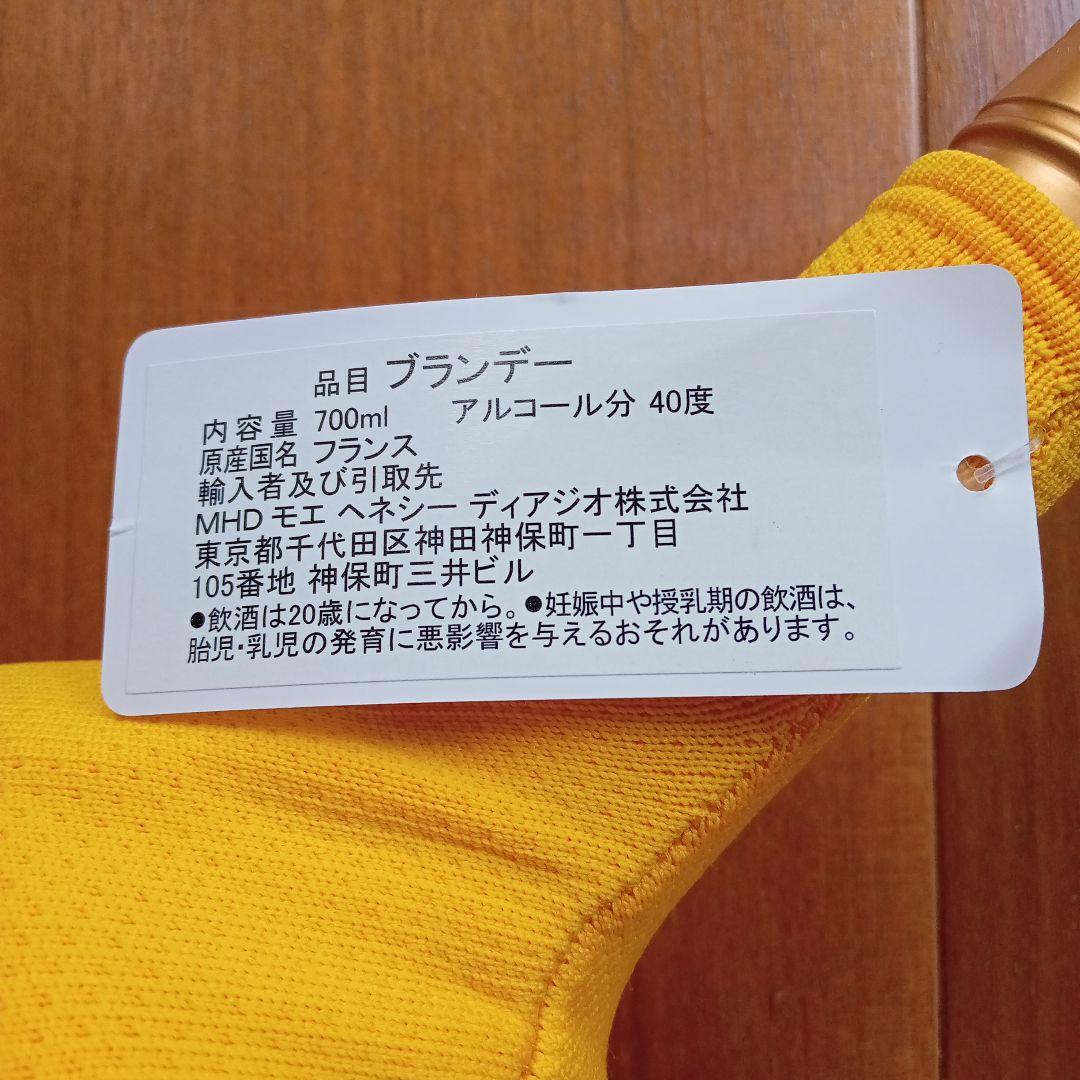 品目 ブランデー
内容量 700ml アルコール分 40度
原産国名 フランス
輸入者及び引取先
MHD モエ ヘネシー ディアジオ株式会社
東京都千代田区神田神保町一丁目
105番地 神保町三井ビル
●飲酒は20歳になってから。●妊娠中や授乳期の飲酒は、
胎児・乳児の発育に悪影響を与えるおそれがあります。